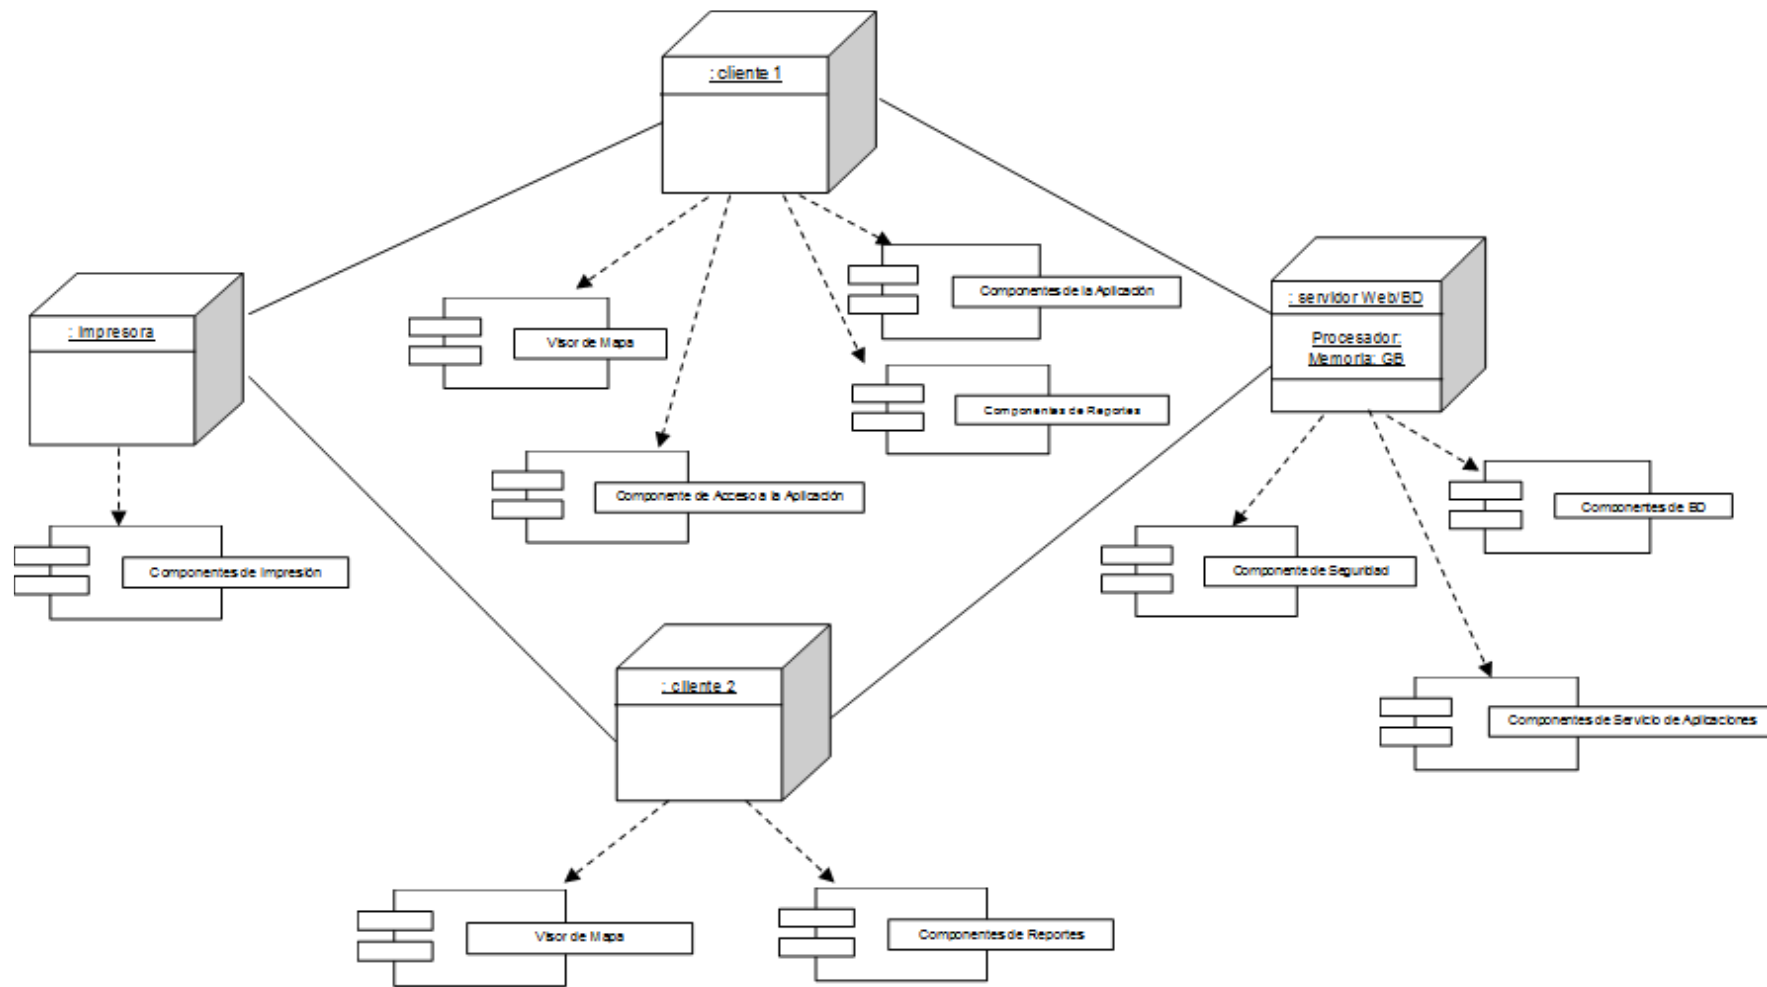 : cliente 1
Componentes de la Aplicación
: servidor Web/BD
: Impresora
Visor de Mapa
Procesador:
Memoria: GB
Componentes de Reportes
Componente de Acceso a la Aplicación
Componentes de BD
Componentes de Impresión
Componente de Seguridad
: cliente 2
Componentes de Servicio de Aplicaciones
Visor de Mapa
Componentes de Reportes